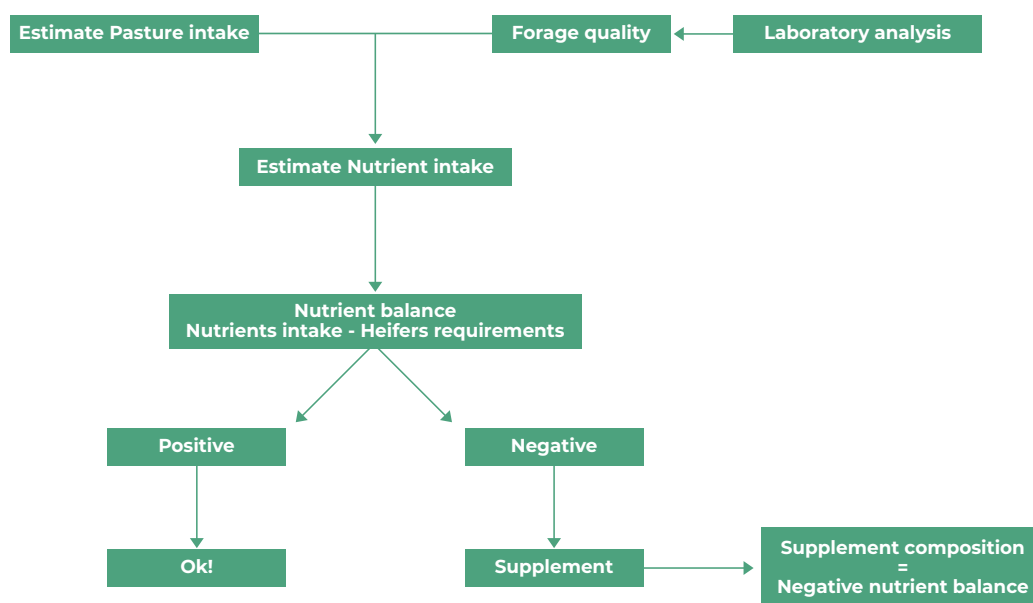 Estimate Pasture intake
Forage quality
Laboratory analysis
Estimate Nutrient intake
Nutrient balance
Nutrients intake - Heifers requirements
Positive
Negative
Ok!
Supplement
Supplement composition
=
Negative nutrient balance